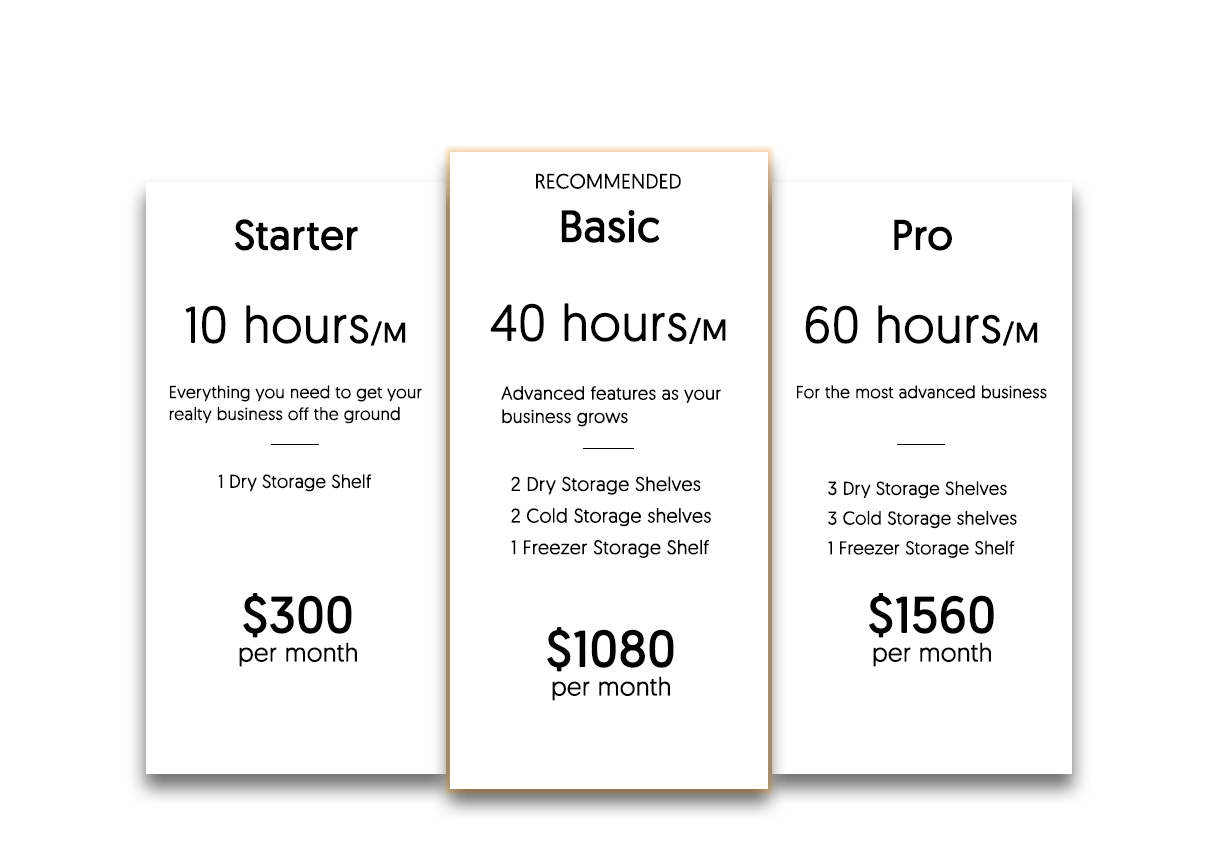 Starter
10 hours/M
Everything you need to get your
realty business off the ground
1 Dry Storage Shelf
$300
per month
RECOMMENDED
Basic
40 hours/M
Advanced features as your
business grows
2 Dry Storage Shelves
2 Cold Storage shelves
1 Freezer Storage Shelf
$1080
per month
Pro
60 hours/M
For the most advanced business
3 Dry Storage Shelves
3 Cold Storage shelves
1 Freezer Storage Shelf
$1560
per month